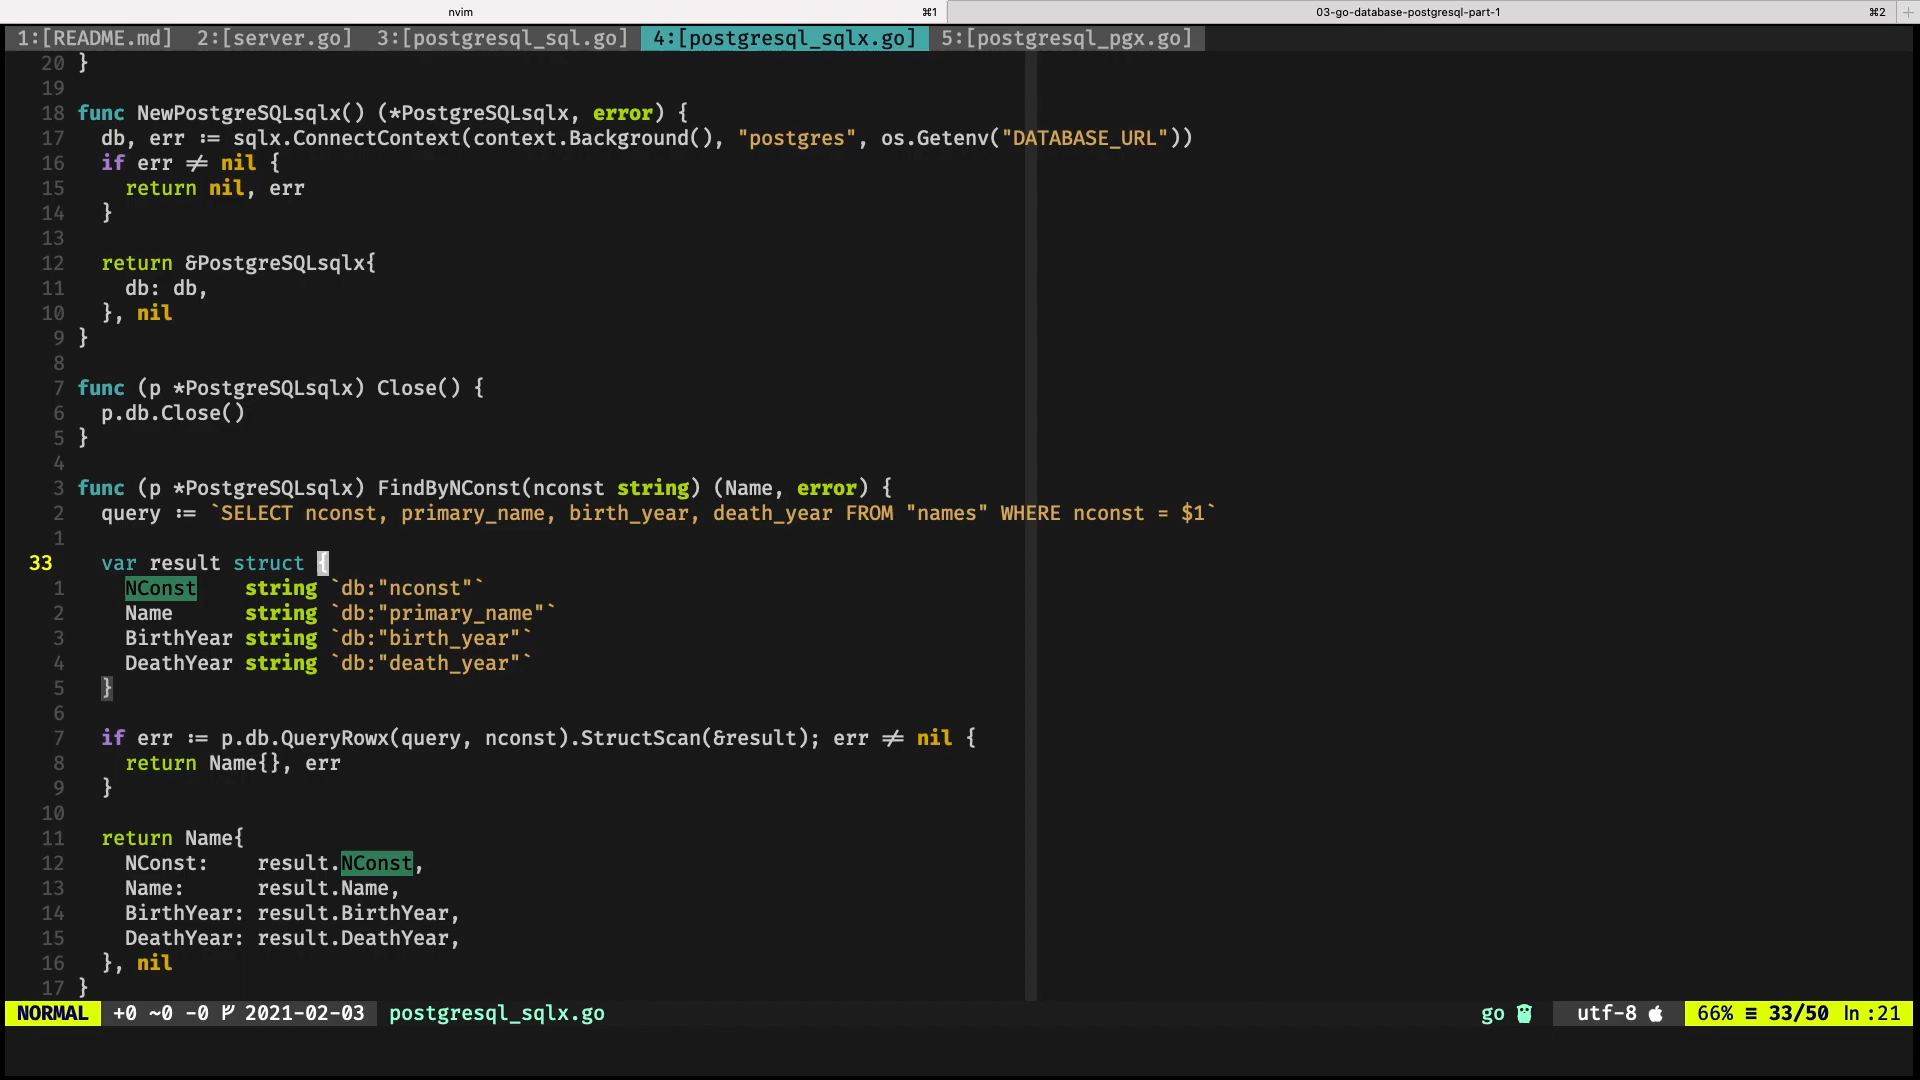 nvim ⌘1 03-go-database-postgresql-part-1 ⌘2 +
1:[README.md] 2:[server.go] 3:[postgresql_sql.go] 4:[postgresql_sqlx.go] 5:[postgresql_pgx.go]
20 }
19
18 func NewPostgreSQLsqlx() (*PostgreSQLsqlx, error) {
17   db, err := sqlx.ConnectContext(context.Background(), "postgres", os.Getenv("DATABASE_URL"))
16   if err ≠ nil {
15     return nil, err
14   }
13
12   return &PostgreSQLsqlx{
11     db: db,
10   }, nil
9 }
8
7 func (p *PostgreSQLsqlx) Close() {
6   p.db.Close()
5 }
4
3 func (p *PostgreSQLsqlx) FindByNConst(nconst string) (Name, error) {
2   query := `SELECT nconst, primary_name, birth_year, death_year FROM "names" WHERE nconst = $1`
1
33   var result struct {
1     NConst    string `db:"nconst"`
2     Name      string `db:"primary_name"`
3     BirthYear string `db:"birth_year"`
4     DeathYear string `db:"death_year"`
5   }
6
7   if err := p.db.QueryRowx(query, nconst).StructScan(&result); err ≠ nil {
8     return Name{}, err
9   }
10
11   return Name{
12     NConst:    result.NConst,
13     Name:      result.Name,
14     BirthYear: result.BirthYear,
15     DeathYear: result.DeathYear,
16   }, nil
17 }
NORMAL +0 ~0 -0 2021-02-03 postgresql_sqlx.go go utf-8 66% ≡ 33/50 ln :21